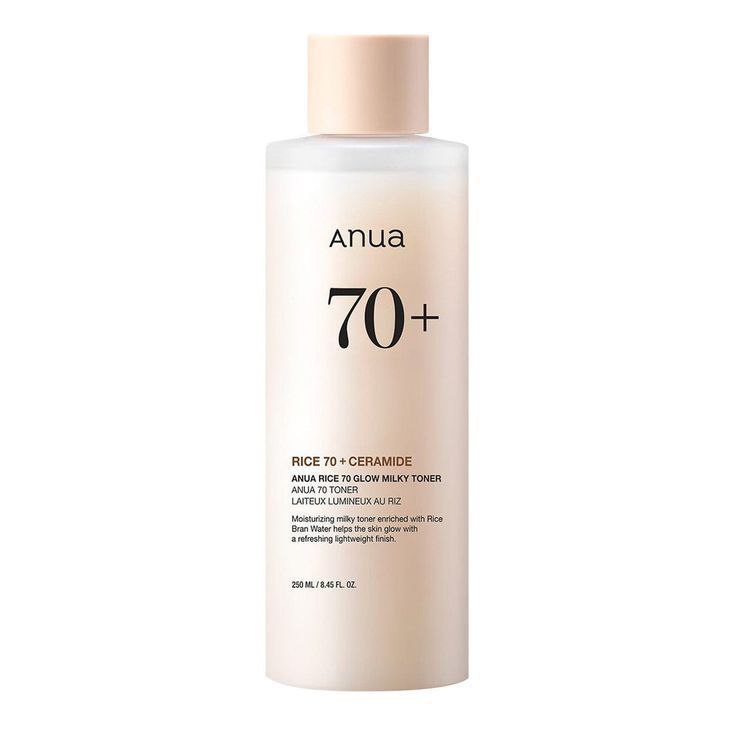 Anua
70+
RICE 70 + CERAMIDE
ANUA RICE 70 GLOW MILKY TONER
ANUA 70 TONER
LAITEUX LUMINEUX AU RIZ
Moisturizing milky toner enriched with Rice
Bran Water helps the skin glow with
a refreshing lightweight finish.
250 ML / 8.45 FL. OZ.